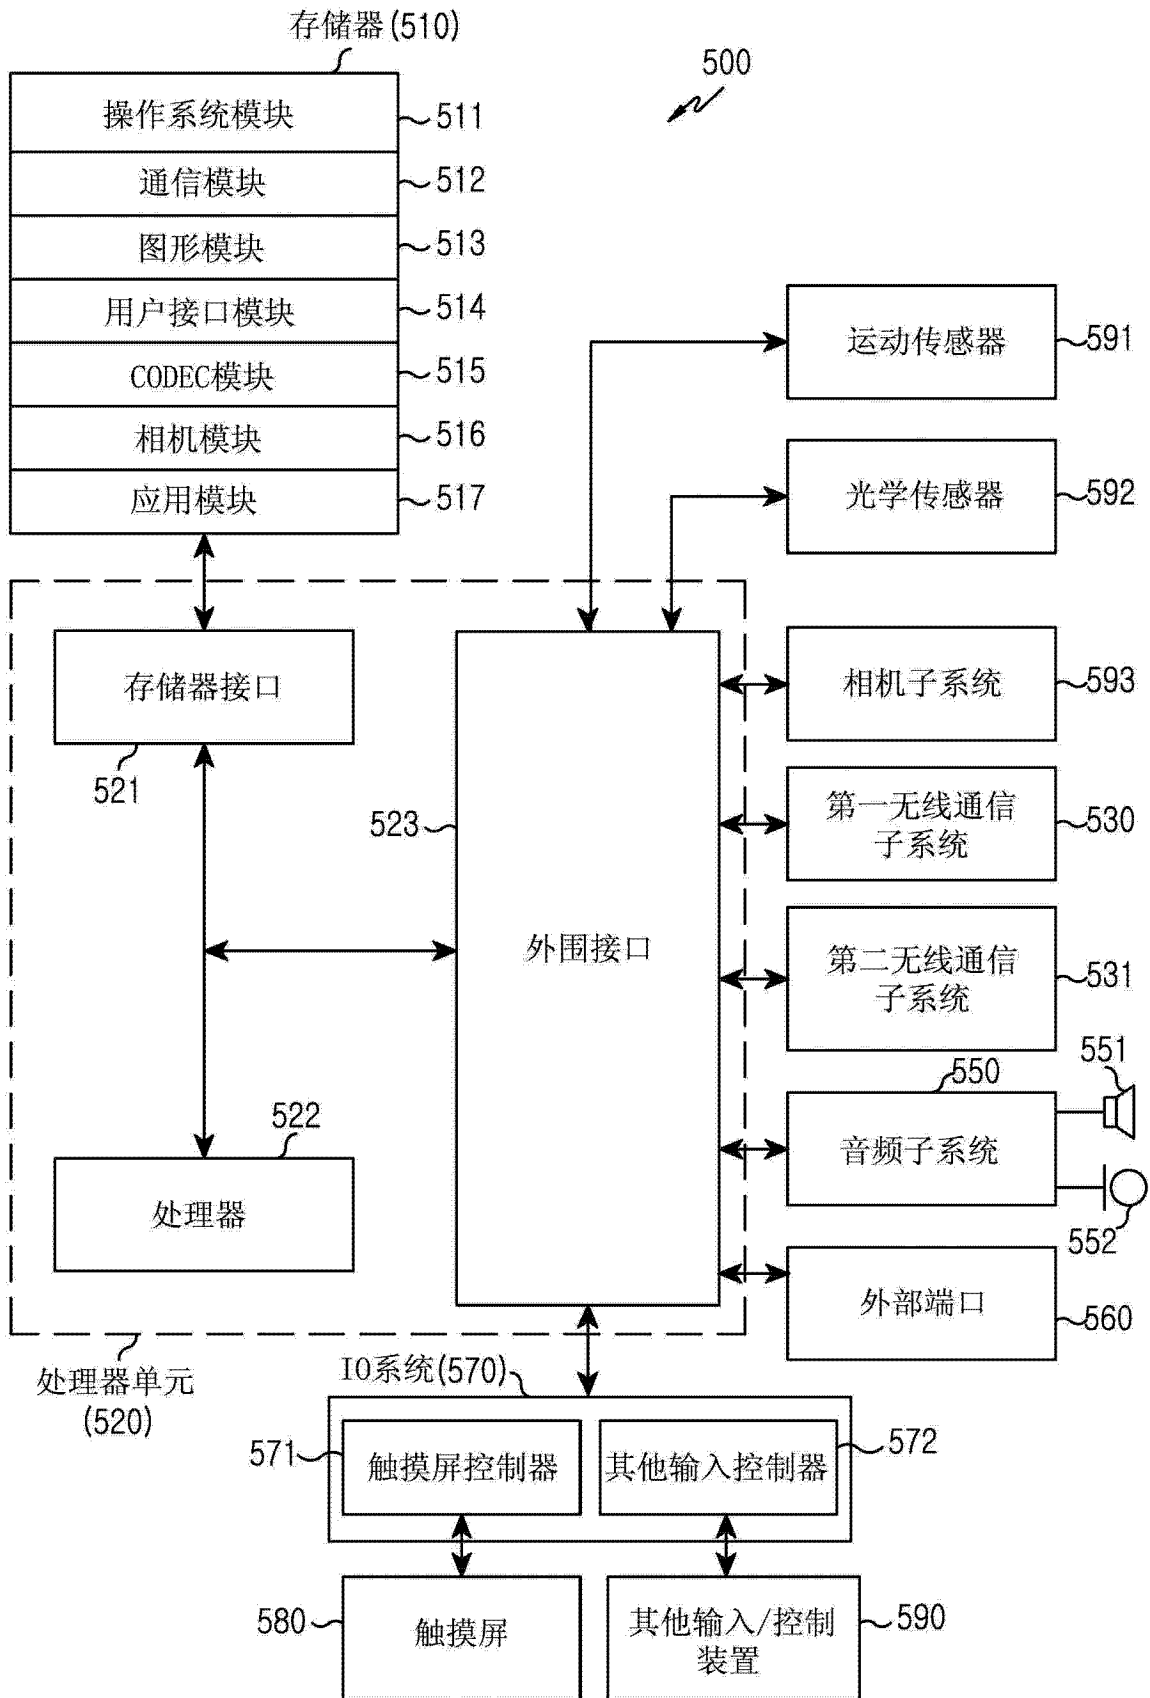 存储器(510)
500
操作系统模块
511
通信模块
512
图形模块
513
用户接口模块
514
CODEC模块
515
相机模块
516
应用模块
517
运动传感器
591
光学传感器
592
存储器接口
521
相机子系统
593
523
第一无线通信
子系统
530
外围接口
第二无线通信
子系统
531
551
550
音频子系统
522
处理器
552
外部端口
560
处理器单元
(520)
IO系统(570)
571
触摸屏控制器
其他输入控制器
572
580
触摸屏
其他输入/控制
装置
590